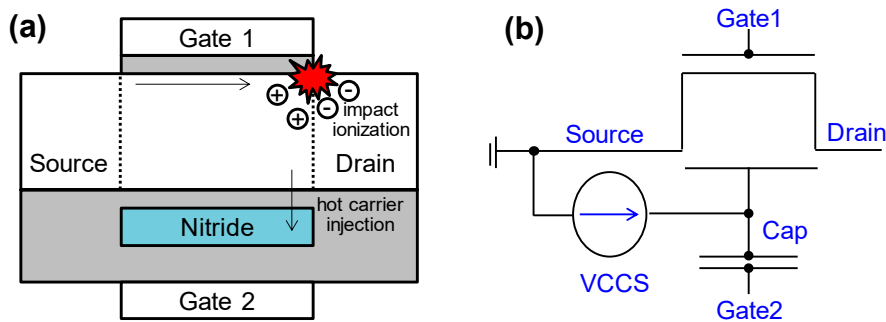 (a)
Gate 1
+
-
+
-
impact
ionization
Source
Drain
hot carrier
injection
Nitride
Gate 2
(b)
Gate1
Source
Drain
Cap
VCCS
Gate2